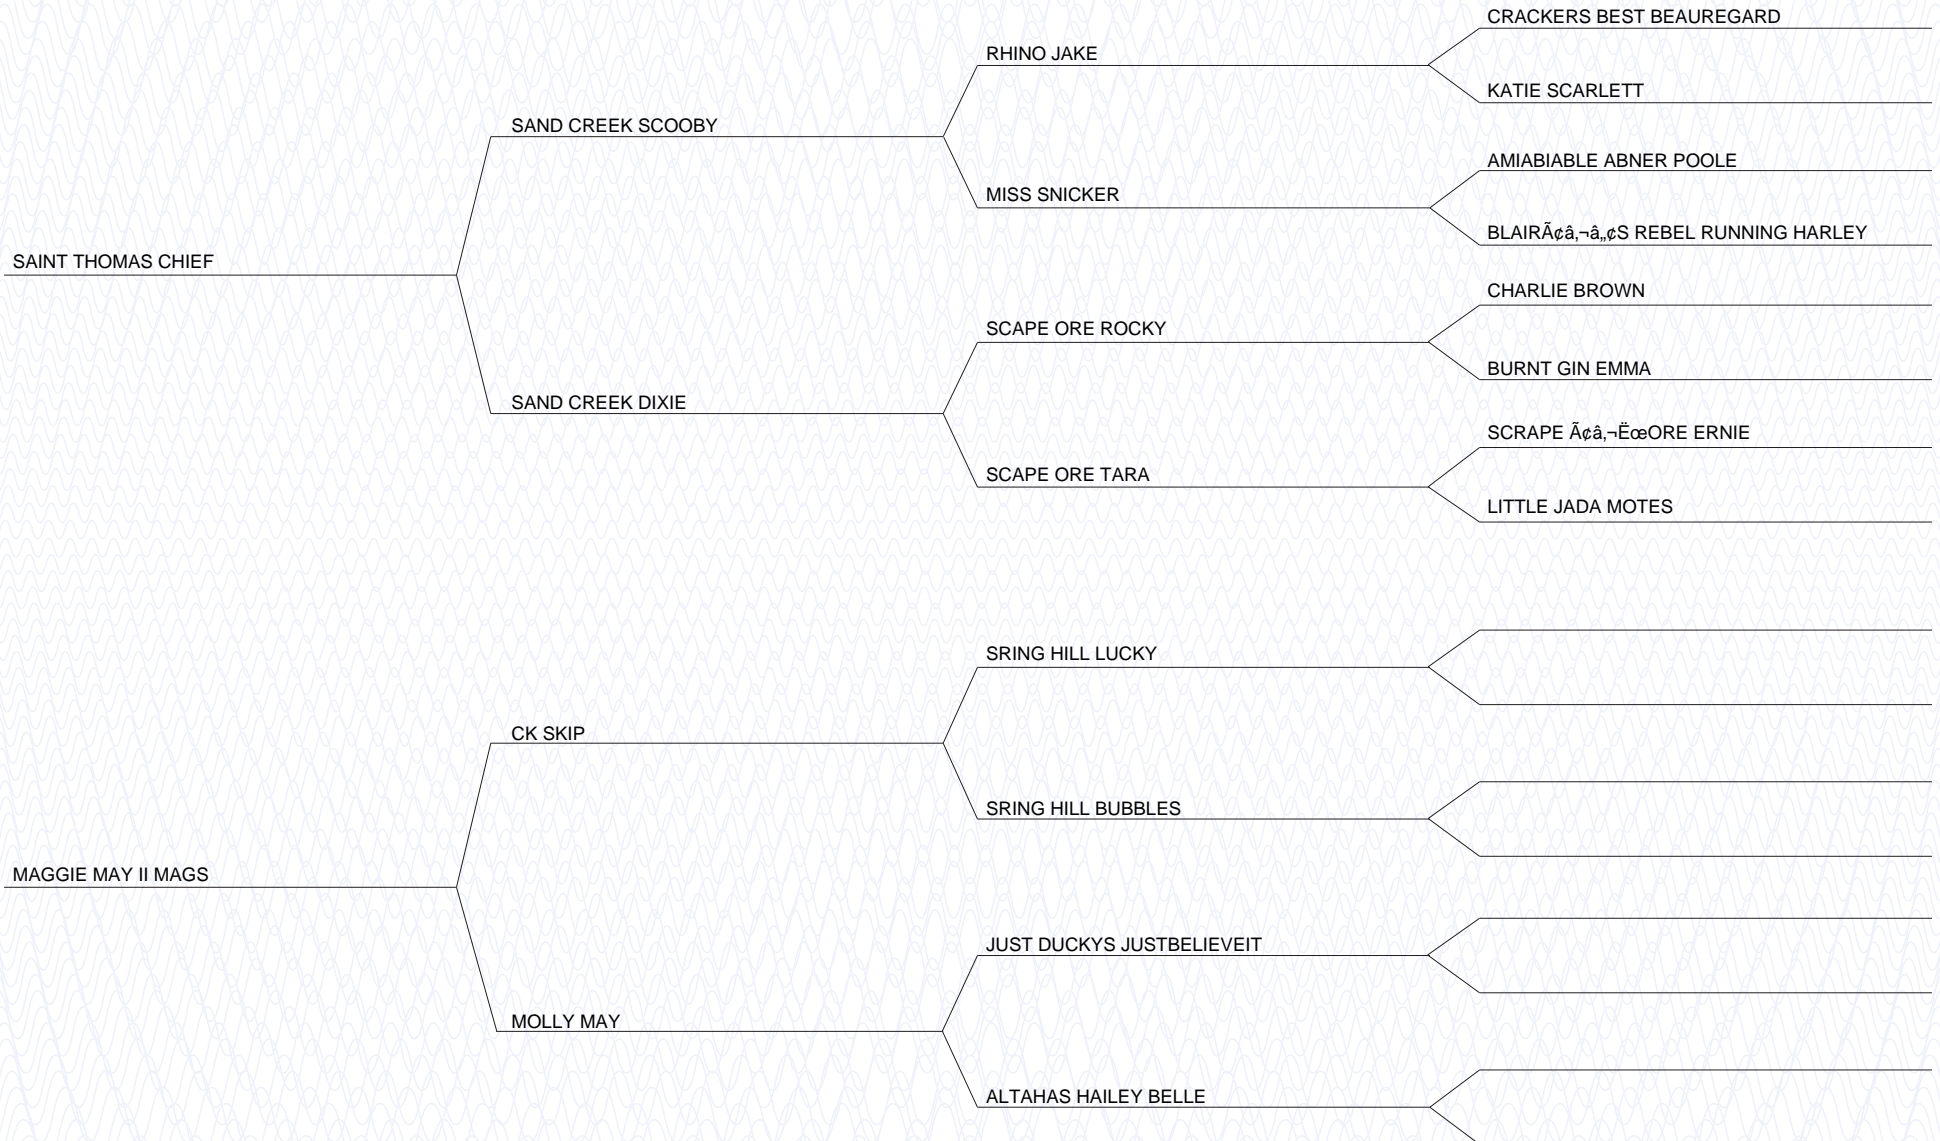 CRACKERS BEST BEAUREGARD
RHINO JAKE
KATIE SCARLETT
SAND CREEK SCOOBY
AMIABIABLE ABNER POOLE
MISS SNICKER
BLAIRÃ¢â‚¬â„¢S REBEL RUNNING HARLEY
SAINT THOMAS CHIEF
CHARLIE BROWN
SCAPE ORE ROCKY
BURNT GIN EMMA
SAND CREEK DIXIE
SCRAPE Ã¢â‚¬ËœORE ERNIE
SCAPE ORE TARA
LITTLE JADA MOTES
SRING HILL LUCKY
CK SKIP
SRING HILL BUBBLES
MAGGIE MAY II MAGS
JUST DUCKYS JUSTBELIEVEIT
MOLLY MAY
ALTAHAS HAILEY BELLE